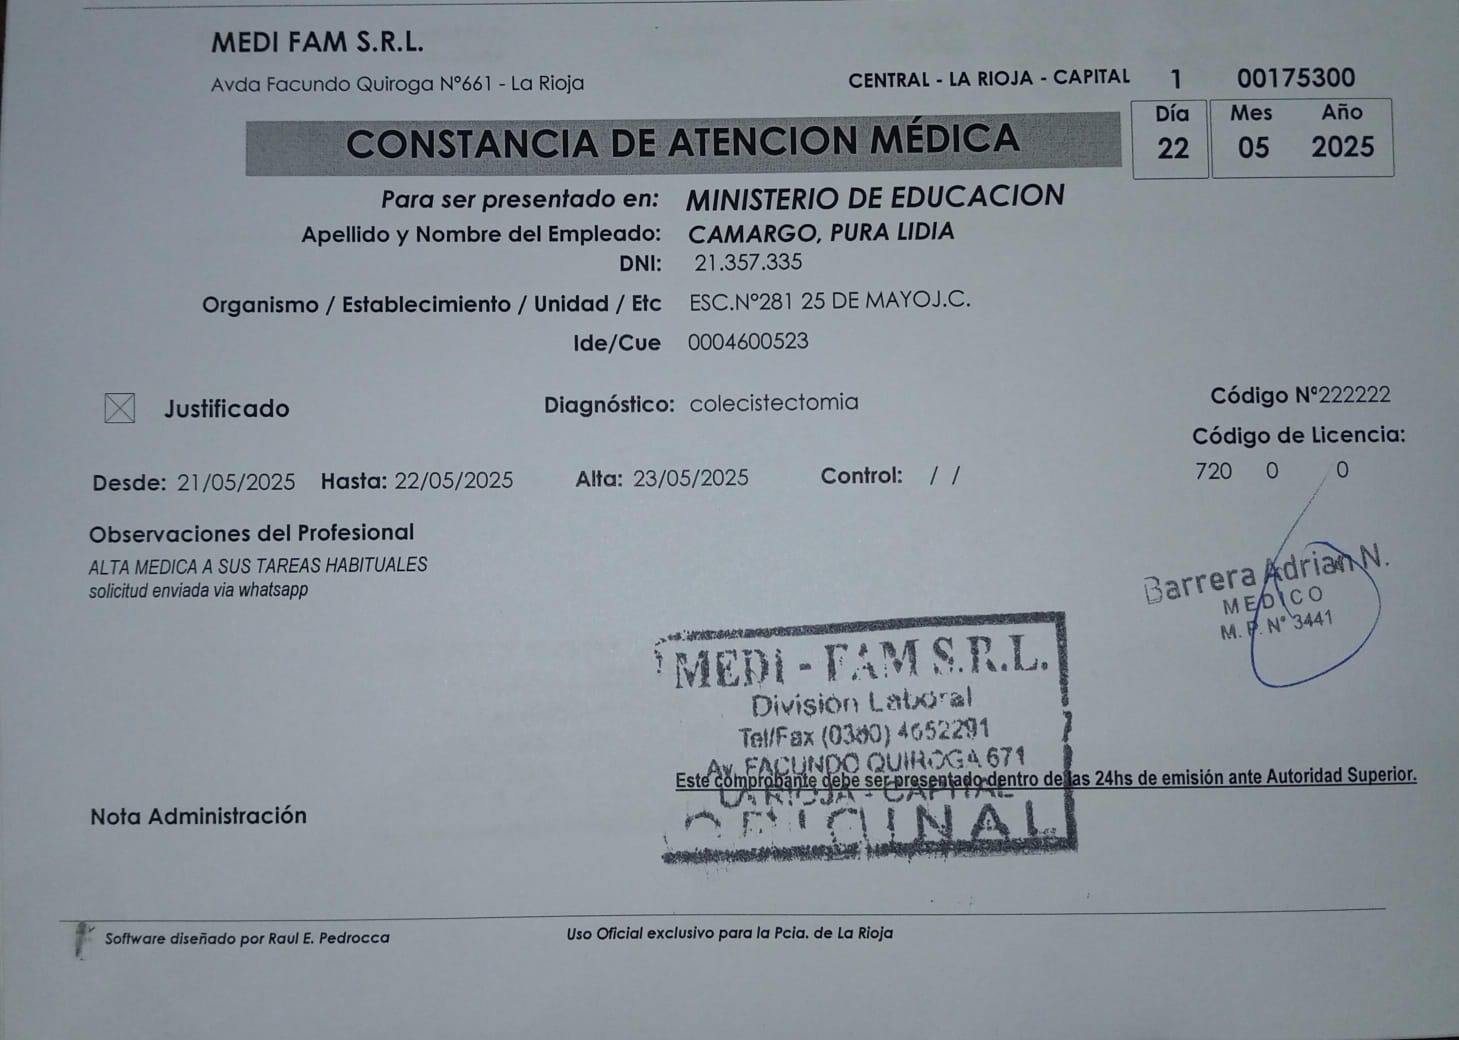 MEDI FAM S.R.L.
Avda Facundo Quiroga Nº661 - La Rioja
CENTRAL - LA RIOJA - CAPITAL 1 00175300
Día Mes Año
22 05 2025
CONSTANCIA DE ATENCION MÉDICA
Para ser presentado en: MINISTERIO DE EDUCACION
Apellido y Nombre del Empleado: CAMARGO, PURA LIDIA
DNI: 21.357.335
Organismo / Establecimiento / Unidad / Etc ESC.Nº281 25 DE MAYOJ.C.
Ide/Cue 0004600523
Justificado Diagnóstico: colecistectomia Código Nº222222
Código de Licencia:
720 0 0
Desde: 21/05/2025 Hasta: 22/05/2025 Alta: 23/05/2025 Control: / /
Observaciones del Profesional
ALTA MEDICA A SUS TAREAS HABITUALES
solicitud enviada via whatsapp
Barrera Adrian N.
MEDICO
M.P. N° 3441
MEDI - FAM S.R.L.
División Laboral
Tel/Fax (0380) 4652291
Av. FACUNDO QUIROGA 671
LA RIOJA - CAPITAL
ORIGINAL
Este comprobante debe ser presentado dentro de las 24hs de emisión ante Autoridad Superior.
Nota Administración
Software diseñado por Raul E. Pedrocca
Uso Oficial exclusivo para la Pcia. de La Rioja